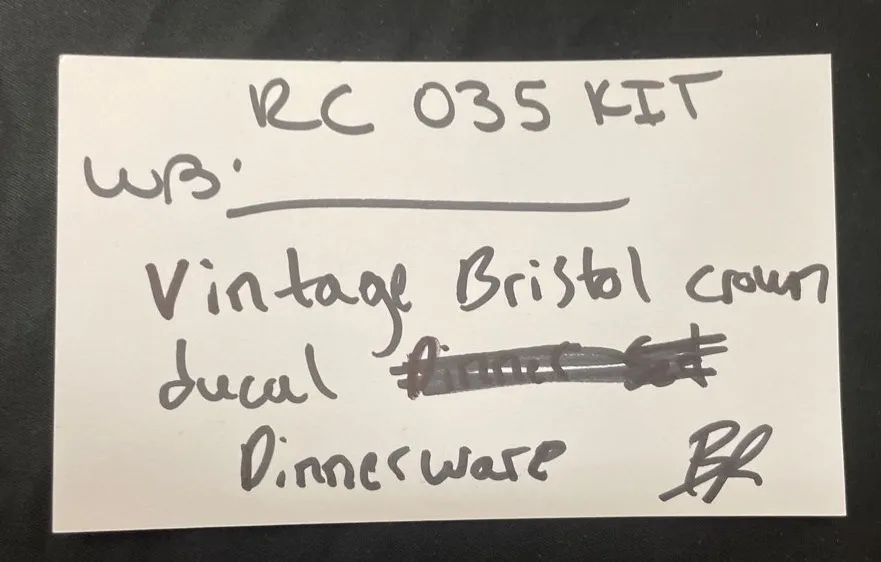 RC 035 KIT
WB:
Vintage Bristol crown
ducal
Dinnerware